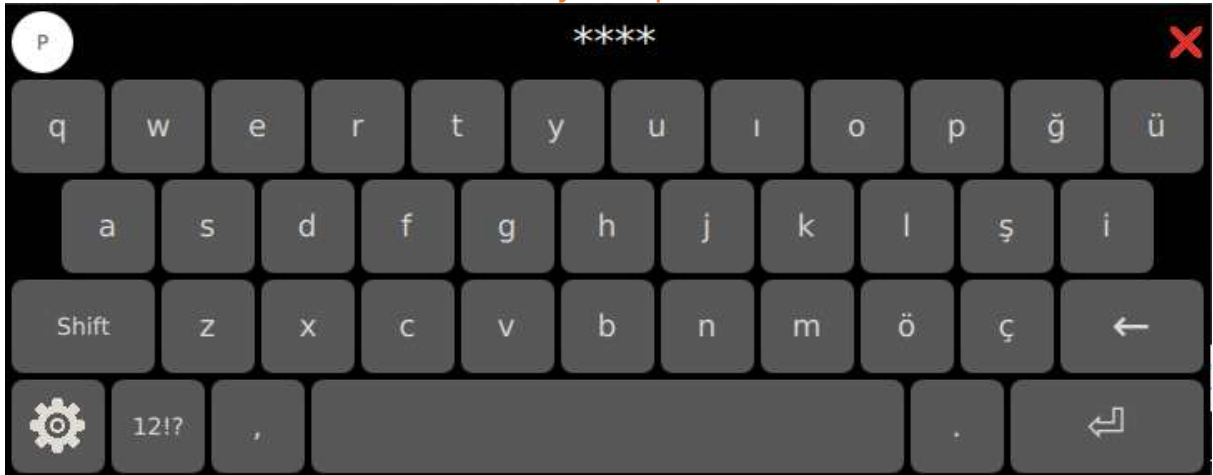 P **** X
q w e r t y u ı o p ğ ü
a s d f g h j k l ş i
Shift z x c v b n m ö ç ←
12!? , . ⏎